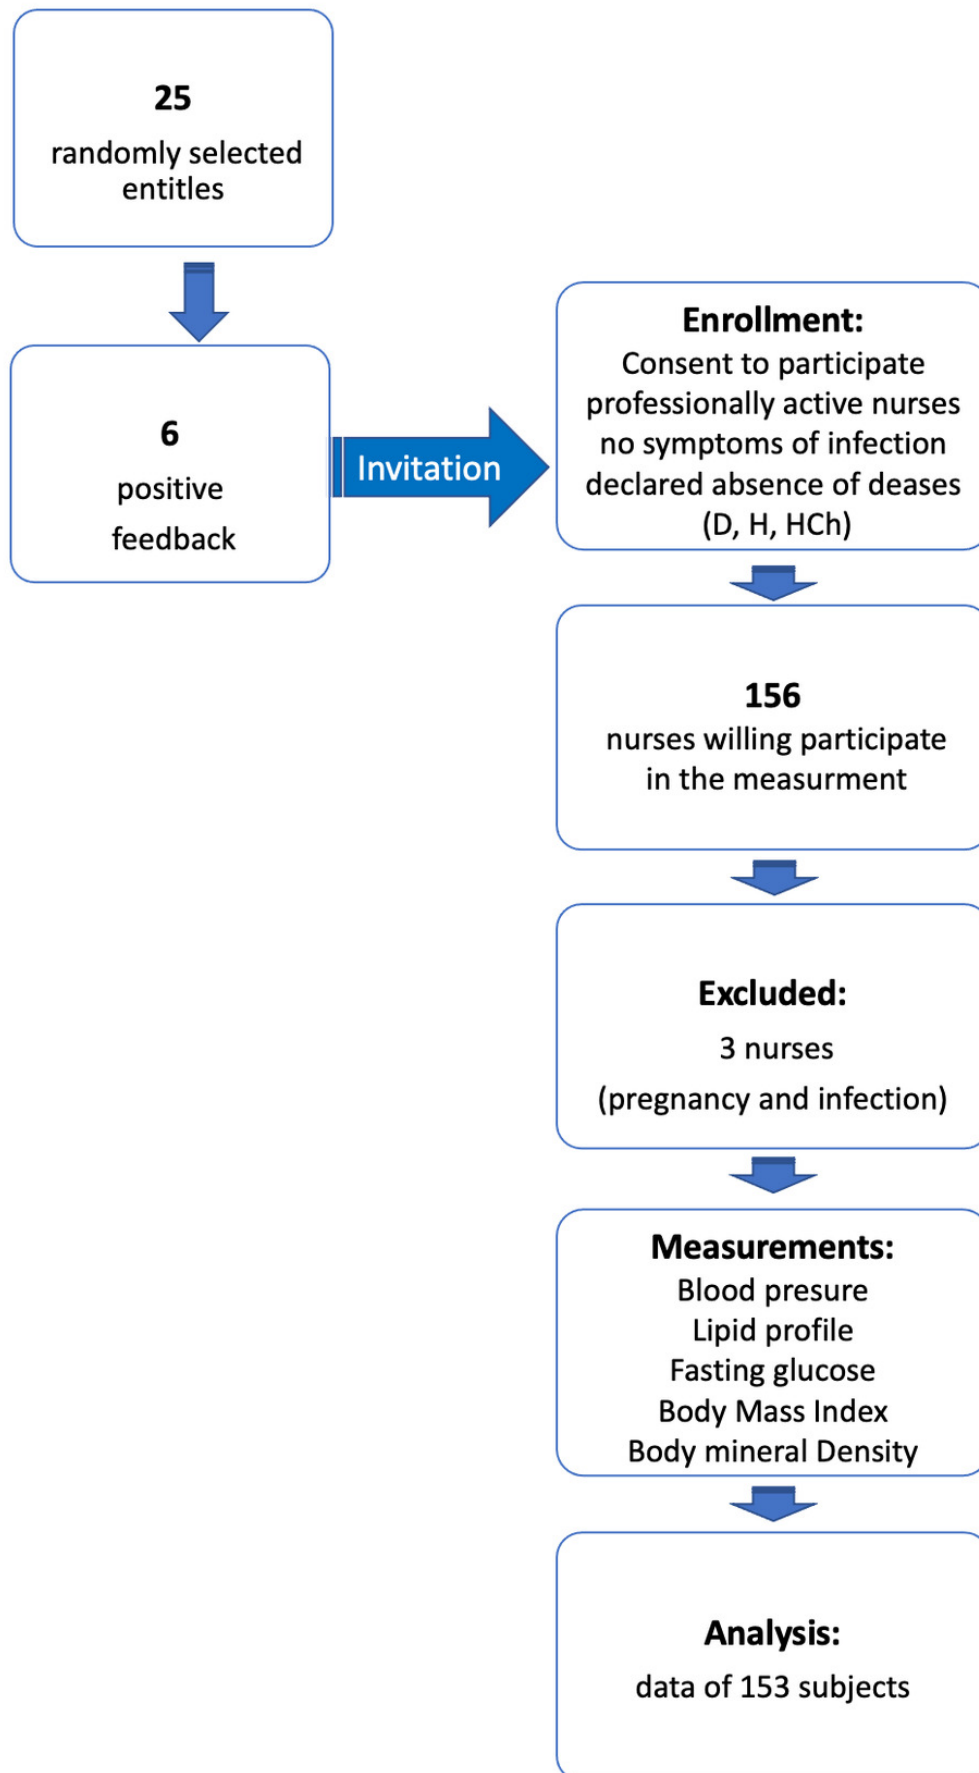 25
randomly selected
entitles
6
positive
feedback
Invitation
Enrollment:
Consent to participate
professionally active nurses
no symptoms of infection
declared absence of deases
(D, H, HCh)
156
nurses willing participate
in the measurment
Excluded:
3 nurses
(pregnancy and infection)
Measurements:
Blood presure
Lipid profile
Fasting glucose
Body Mass Index
Body mineral Density
Analysis:
data of 153 subjects